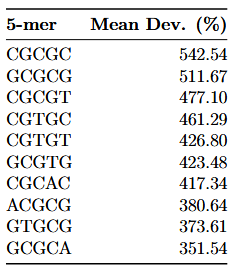 5-mer Mean Dev. (%)
CGCGC 542.54
GCGCG 511.67
CGCGT 477.10
CGTGC 461.29
CGTGT 426.80
GCGTG 423.48
CGCAC 417.34
ACGCG 380.64
GTGCG 373.61
GCGCA 351.54